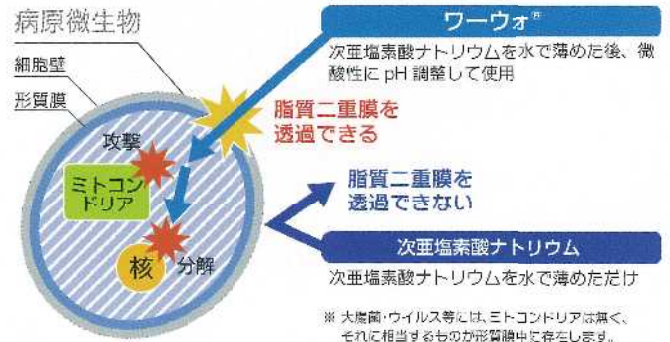 病原微生物
細胞壁
形質膜
攻撃
ミトコン
ドリア
核
分解
ワーウォ®
次亜塩素酸ナトリウムを水で薄めた後、微
酸性に pH 調整して使用
脂質二重膜を
透過できる
脂質二重膜を
透過できない
次亜塩素酸ナトリウム
次亜塩素酸ナトリウムを水で薄めただけ
※ 大腸菌・ウイルス等には、ミトコンドリアは無く、
それに相当するものが形質膜中に存在します。